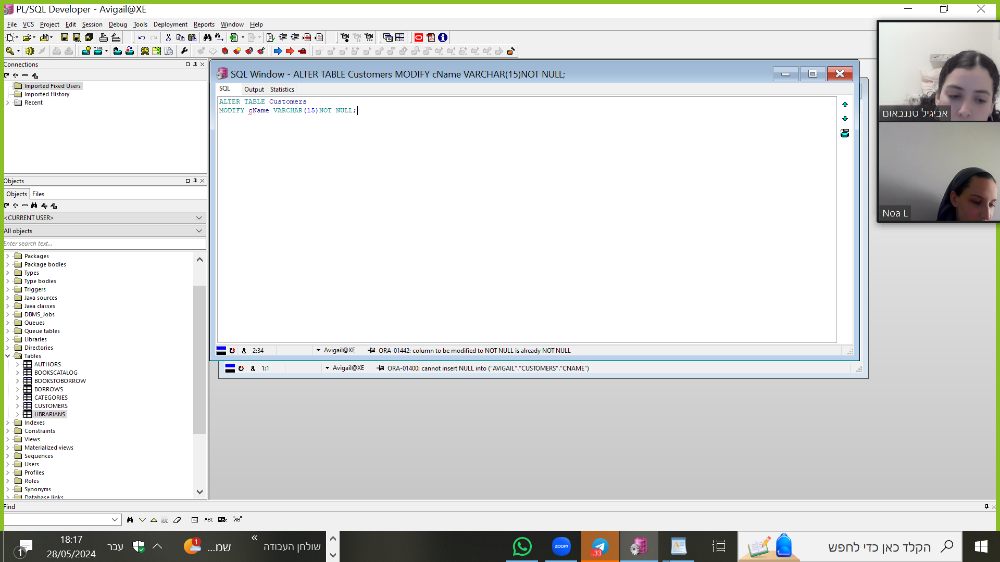 PL/SQL Developer - Avigail@XE
File VCS Project Edit Session Debug Tools Deployment Reports Window Help
Connections
Imported Fixed Users
Imported History
Recent
Objects
Objects Files
<CURRENT USER>
All objects
Enter search text...
Packages
Package bodies
Types
Type bodies
Triggers
Java sources
Java classes
DBMS_Jobs
Queues
Queue tables
Libraries
Directories
Tables
AUTHORS
BOOKSCATALOG
BOOKSTOBORROW
BORROWS
CATEGORIES
CUSTOMERS
LIBRARIANS
Indexes
Constraints
Views
Materialized views
Sequences
Users
Profiles
Roles
Synonyms
Database links
SQL Window - ALTER TABLE Customers MODIFY cName VARCHAR(15)NOT NULL;
SQL Output Statistics
ALTER TABLE Customers
MODIFY cName VARCHAR(15)NOT NULL;
& 2:34 Avigail@XE ORA-01442: column to be modified to NOT NULL is already NOT NULL
& 1:1 Avigail@XE ORA-01400: cannot insert NULL into ("AVIGAIL"."CUSTOMERS"."CNAME")
אביגיל טננבאום
Noa L
Find
ABC "AB"
18:17
28/05/2024
1
עבר
1
שמ...
שולחן העבודה
zoom
33..
הקלד כאן כדי לחפש